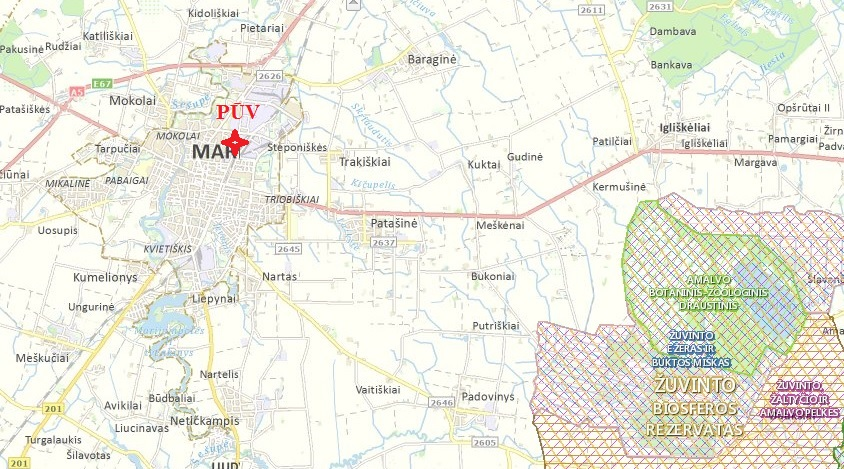 Kidoliškiai
2611
2631
Pietariai
Katiliškiai
Dambava
Pakusinė
Rudžiai
Baraginė
Bankava
2626
E67
A5
Patašiškės
Mokolai
Šešupė
PŪV
Opšrūtai II
Igliškėliai
MOKOLAI
Steponiškės
Patilčiai
Igliškėliai
Pamargiai
Tarpučiai
MAR
Trakiškiai
Kuktai
Gudinė
Margava
Padva
MIKALINĖ
PABAIGAI
Kičupelis
Kermušinė
TRIOBIŠKIAI
Uosupis
Patašinė
Meškėnai
KVIETIŠKIS
2637
2645
Kumelionys
Nartas
Bukoniai
AMALVO
BOTANINIS-ZOOLOGINIS
DRAUSTINIS
Liepynai
Ungurinė
Putriškiai
ŽUVINTO
EŽERAS IR
BUKTOS MIŠKAS
Meškučiai
Nartelis
Vaitiškiai
ŽUVINTO
BIOSFEROS
REZERVATAS
ŽUVINTO,
ŽALTYČIO IR
AMALVO PELKĖS
Būdbaliai
Padovinys
Avikilai
2646
201
Liucinavas
Netičkampis
Turgalaukis
2605
Šilavotas
201